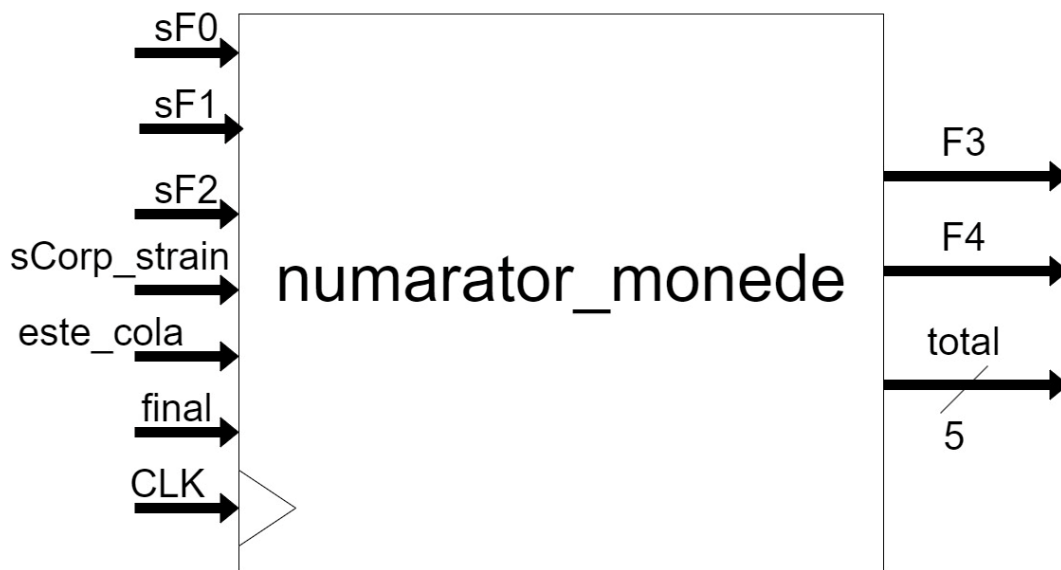 sF0
sF1
sF2
sCorp_strain
este_cola
final
CLK
numarator_monede
F3
F4
total
5